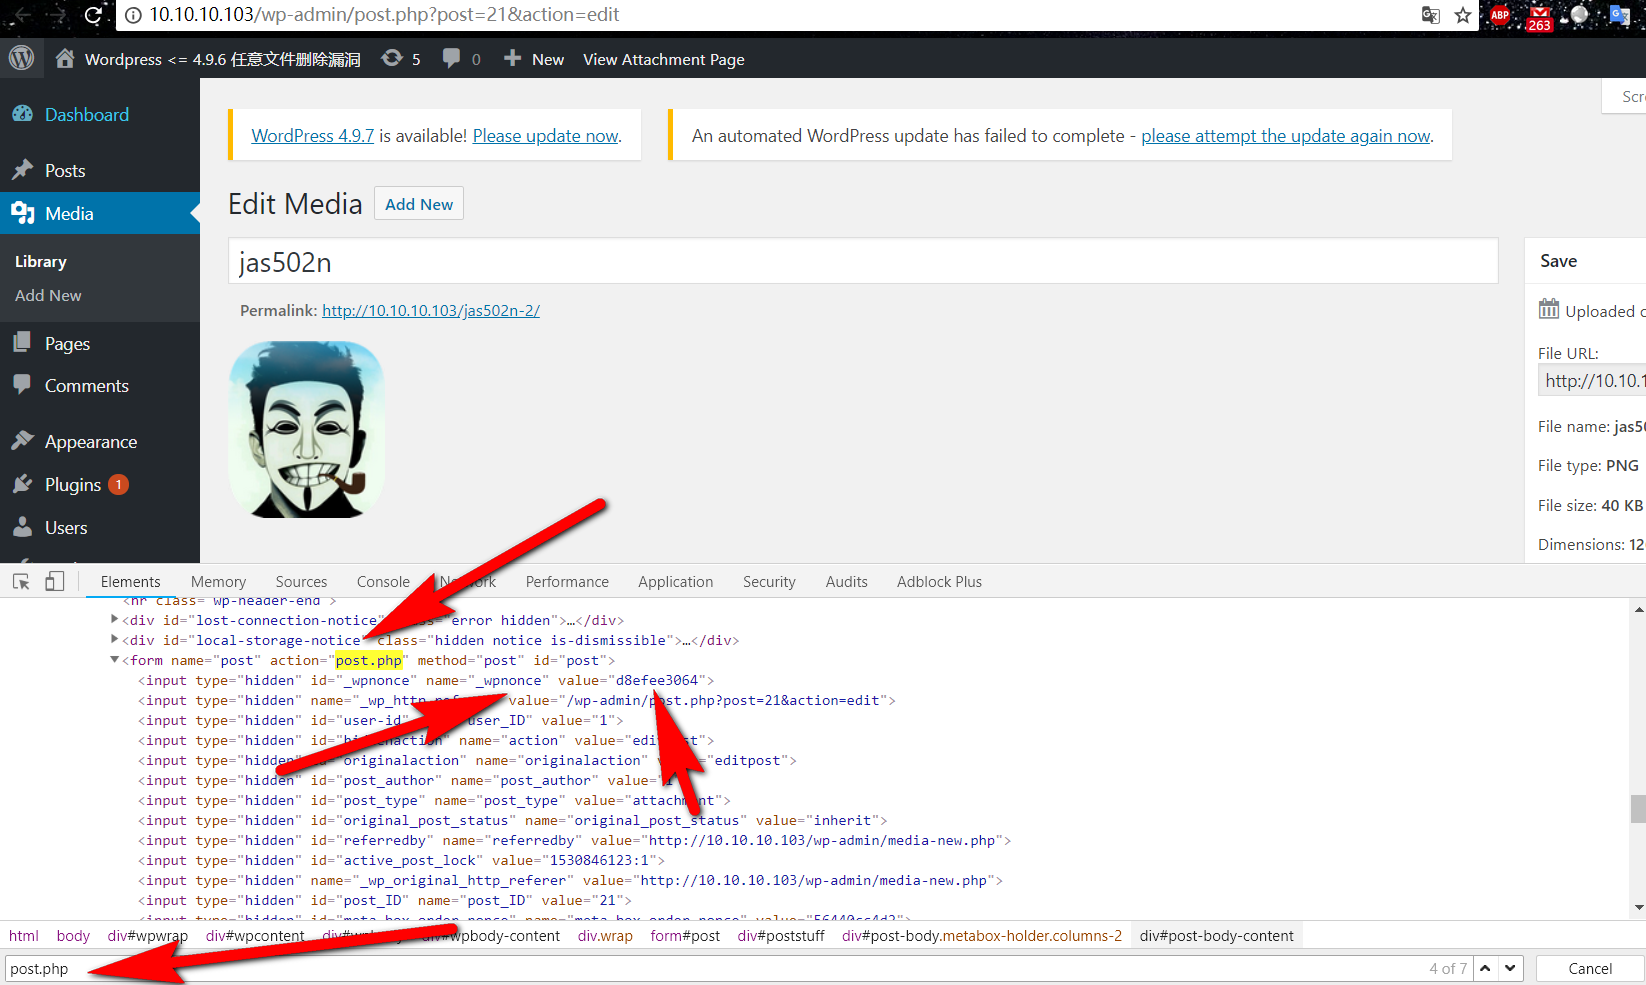 10.10.10.103/wp-admin/post.php?post=21&action=edit
ABP
263
Wordpress <= 4.9.6 任意文件删除漏洞
5
0
New
View Attachment Page
Dashboard
Posts
Media
Library
Add New
Pages
Comments
Appearance
Plugins 1
Users
WordPress 4.9.7 is available! Please update now.
An automated WordPress update has failed to complete - please attempt the update again now.
Edit Media
Add New
jas502n
Permalink: http://10.10.10.103/jas502n-2/
Save
Uploaded
File URL:
http://10.10.1
File name: jas50
File type: PNG
File size: 40 KB
Dimensions: 12
Elements Memory Sources Console Network Performance Application Security Audits Adblock Plus
<hr class="wp-header-end">
<div id="lost-connection-notice" "error hidden">…</div>
<div id="local-storage-notice" class="hidden notice is-dismissible">…</div>
<form name="post" action="post.php" method="post" id="post">
<input type="hidden" id="_wpnonce" name="_wpnonce" value="d8efee3064">
<input type="hidden" name="_wp_http_referer" value="/wp-admin/post.php?post=21&action=edit">
<input type="hidden" id="user-id" user_ID" value="1">
<input type="hidden" id="hiddenaction" name="action" value="editpost">
<input type="hidden" id="originalaction" name="originalaction" "editpost">
<input type="hidden" id="post_author" name="post_author" value="1
<input type="hidden" id="post_type" name="post_type" value="attachment">
<input type="hidden" id="original_post_status" name="original_post_status" value="inherit">
<input type="hidden" id="referredby" name="referredby" value="http://10.10.10.103/wp-admin/media-new.php">
<input type="hidden" id="active_post_lock" value="1530846123:1">
<input type="hidden" name="_wp_original_http_referer" value="http://10.10.10.103/wp-admin/media-new.php">
<input type="hidden" id="post_ID" name="post_ID" value="21">
<input type="hidden" id="meta-box-order-nonce" name="meta-box-order-nonce" value="56440cc4d2">
html body div#wpwrap div#wpcontent div#wpbody div#wpbody-content div.wrap form#post div#poststuff div#post-body.metabox-holder.columns-2 div#post-body-content
post.php
4 of 7
Cancel